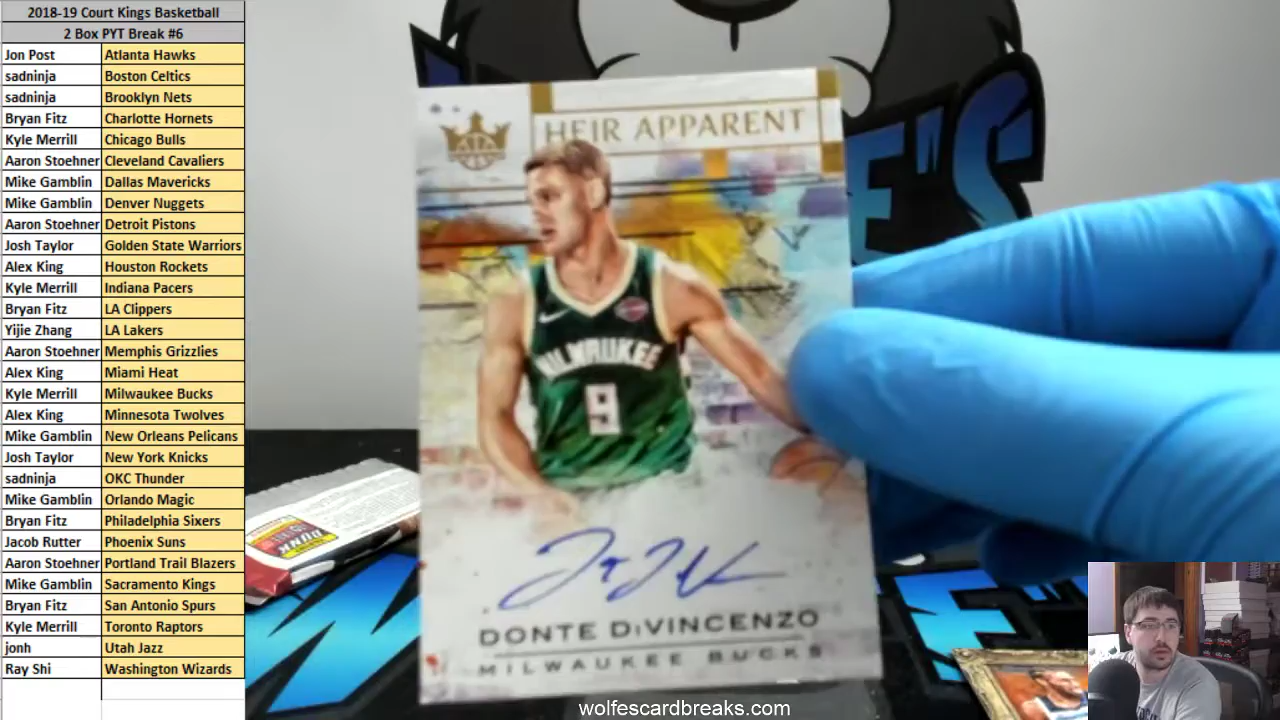 2018-19 Court Kings Basketball
2 Box PYT Break #6
Jon Post Atlanta Hawks
sadninja Boston Celtics
sadninja Brooklyn Nets
Bryan Fitz Charlotte Hornets
Kyle Merrill Chicago Bulls
Aaron Stoehner Cleveland Cavaliers
Mike Gamblin Dallas Mavericks
Mike Gamblin Denver Nuggets
Aaron Stoehner Detroit Pistons
Josh Taylor Golden State Warriors
Alex King Houston Rockets
Kyle Merrill Indiana Pacers
Bryan Fitz LA Clippers
Yijie Zhang LA Lakers
Aaron Stoehner Memphis Grizzlies
Alex King Miami Heat
Kyle Merrill Milwaukee Bucks
Alex King Minnesota Twolves
Mike Gamblin New Orleans Pelicans
Josh Taylor New York Knicks
sadninja OKC Thunder
Mike Gamblin Orlando Magic
Bryan Fitz Philadelphia Sixers
Jacob Rutter Phoenix Suns
Aaron Stoehner Portland Trail Blazers
Mike Gamblin Sacramento Kings
Bryan Fitz San Antonio Spurs
Kyle Merrill Toronto Raptors
jonh Utah Jazz
Ray Shi Washington Wizards
HEIR APPARENT
E'S
MILWAUKEE
9
DONTE DiVINCENZO
MILWAUKEE BUCKS
W
E
wolfescardbreaks.com